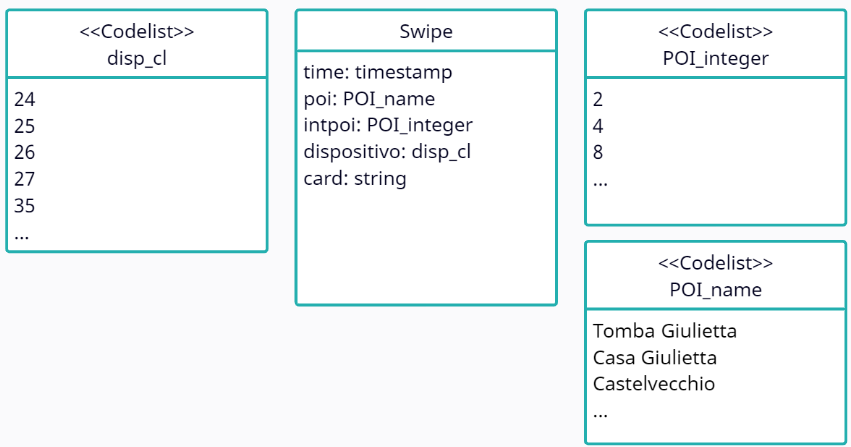 <<Codelist>>
disp_cl
24
25
26
27
35
...
Swipe
time: timestamp
poi: POI_name
intpoi: POI_integer
dispositivo: disp_cl
card: string
<<Codelist>>
POI_integer
2
4
8
...
<<Codelist>>
POI_name
Tomba Giulietta
Casa Giulietta
Castelvecchio
...